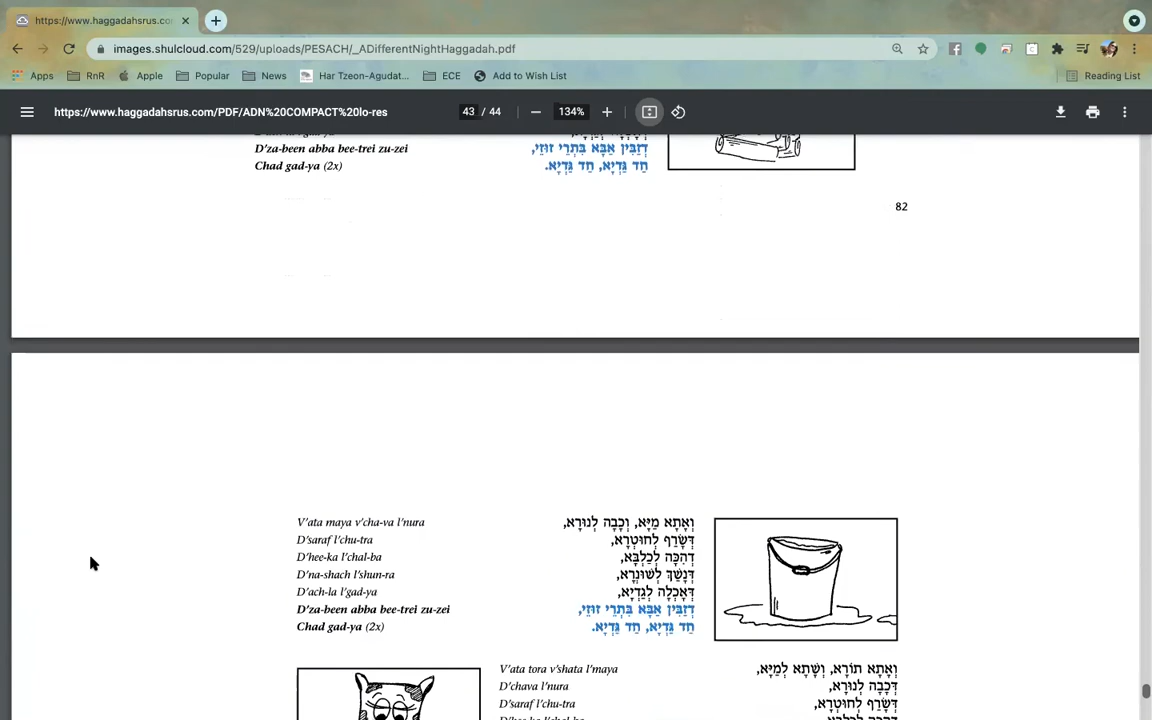 https://www.haggadahsrus.co
images.shulcloud.com/529/uploads/PESACH/_ADifferentNightHaggadah.pdf
Apps RnR Apple Popular News Har Tzeon-Agudat... ECE Add to Wish List Reading List
https://www.haggadahsrus.com/PDF/ADN%20COMPACT%20lo-res 43 / 44 134%
D'za-been abba bee-trei zu-zei
Chad gad-ya (2x)
דְזַבִּין אַבָּא בִּתְרֵי זוּזֵי,
חַד גַּדְיָא, חַד גַּדְיָא.
82
V'ata maya v'cha-va l'nura
D'saraf l'chu-tra
D'hee-ka l'chal-ba
D'na-shach l'shun-ra
D'ach-la l'gad-ya
D'za-been abba bee-trei zu-zei
Chad gad-ya (2x)
וְאָתָא מַיָּא, וְכָבָה לְנוּרָא,
דְּשָׂרַף לְחוּטְרָא,
דְהִכָּה לְכַלְבָּא,
דְּנָשַׁךְ לְשׁוּנְרָא,
דְּאָכְלָה לְגַדְיָא,
דְזַבִּין אַבָּא בִּתְרֵי זוּזֵי,
חַד גַּדְיָא, חַד גַּדְיָא.
V'ata tora v'shata l'maya
D'chava l'nura
D'saraf l'chu-tra
וְאָתָא תוֹרָא, וְשָׁתָא לְמַיָּא,
דְּכָבָה לְנוּרָא,
דְּשָׂרַף לְחוּטְרָא,